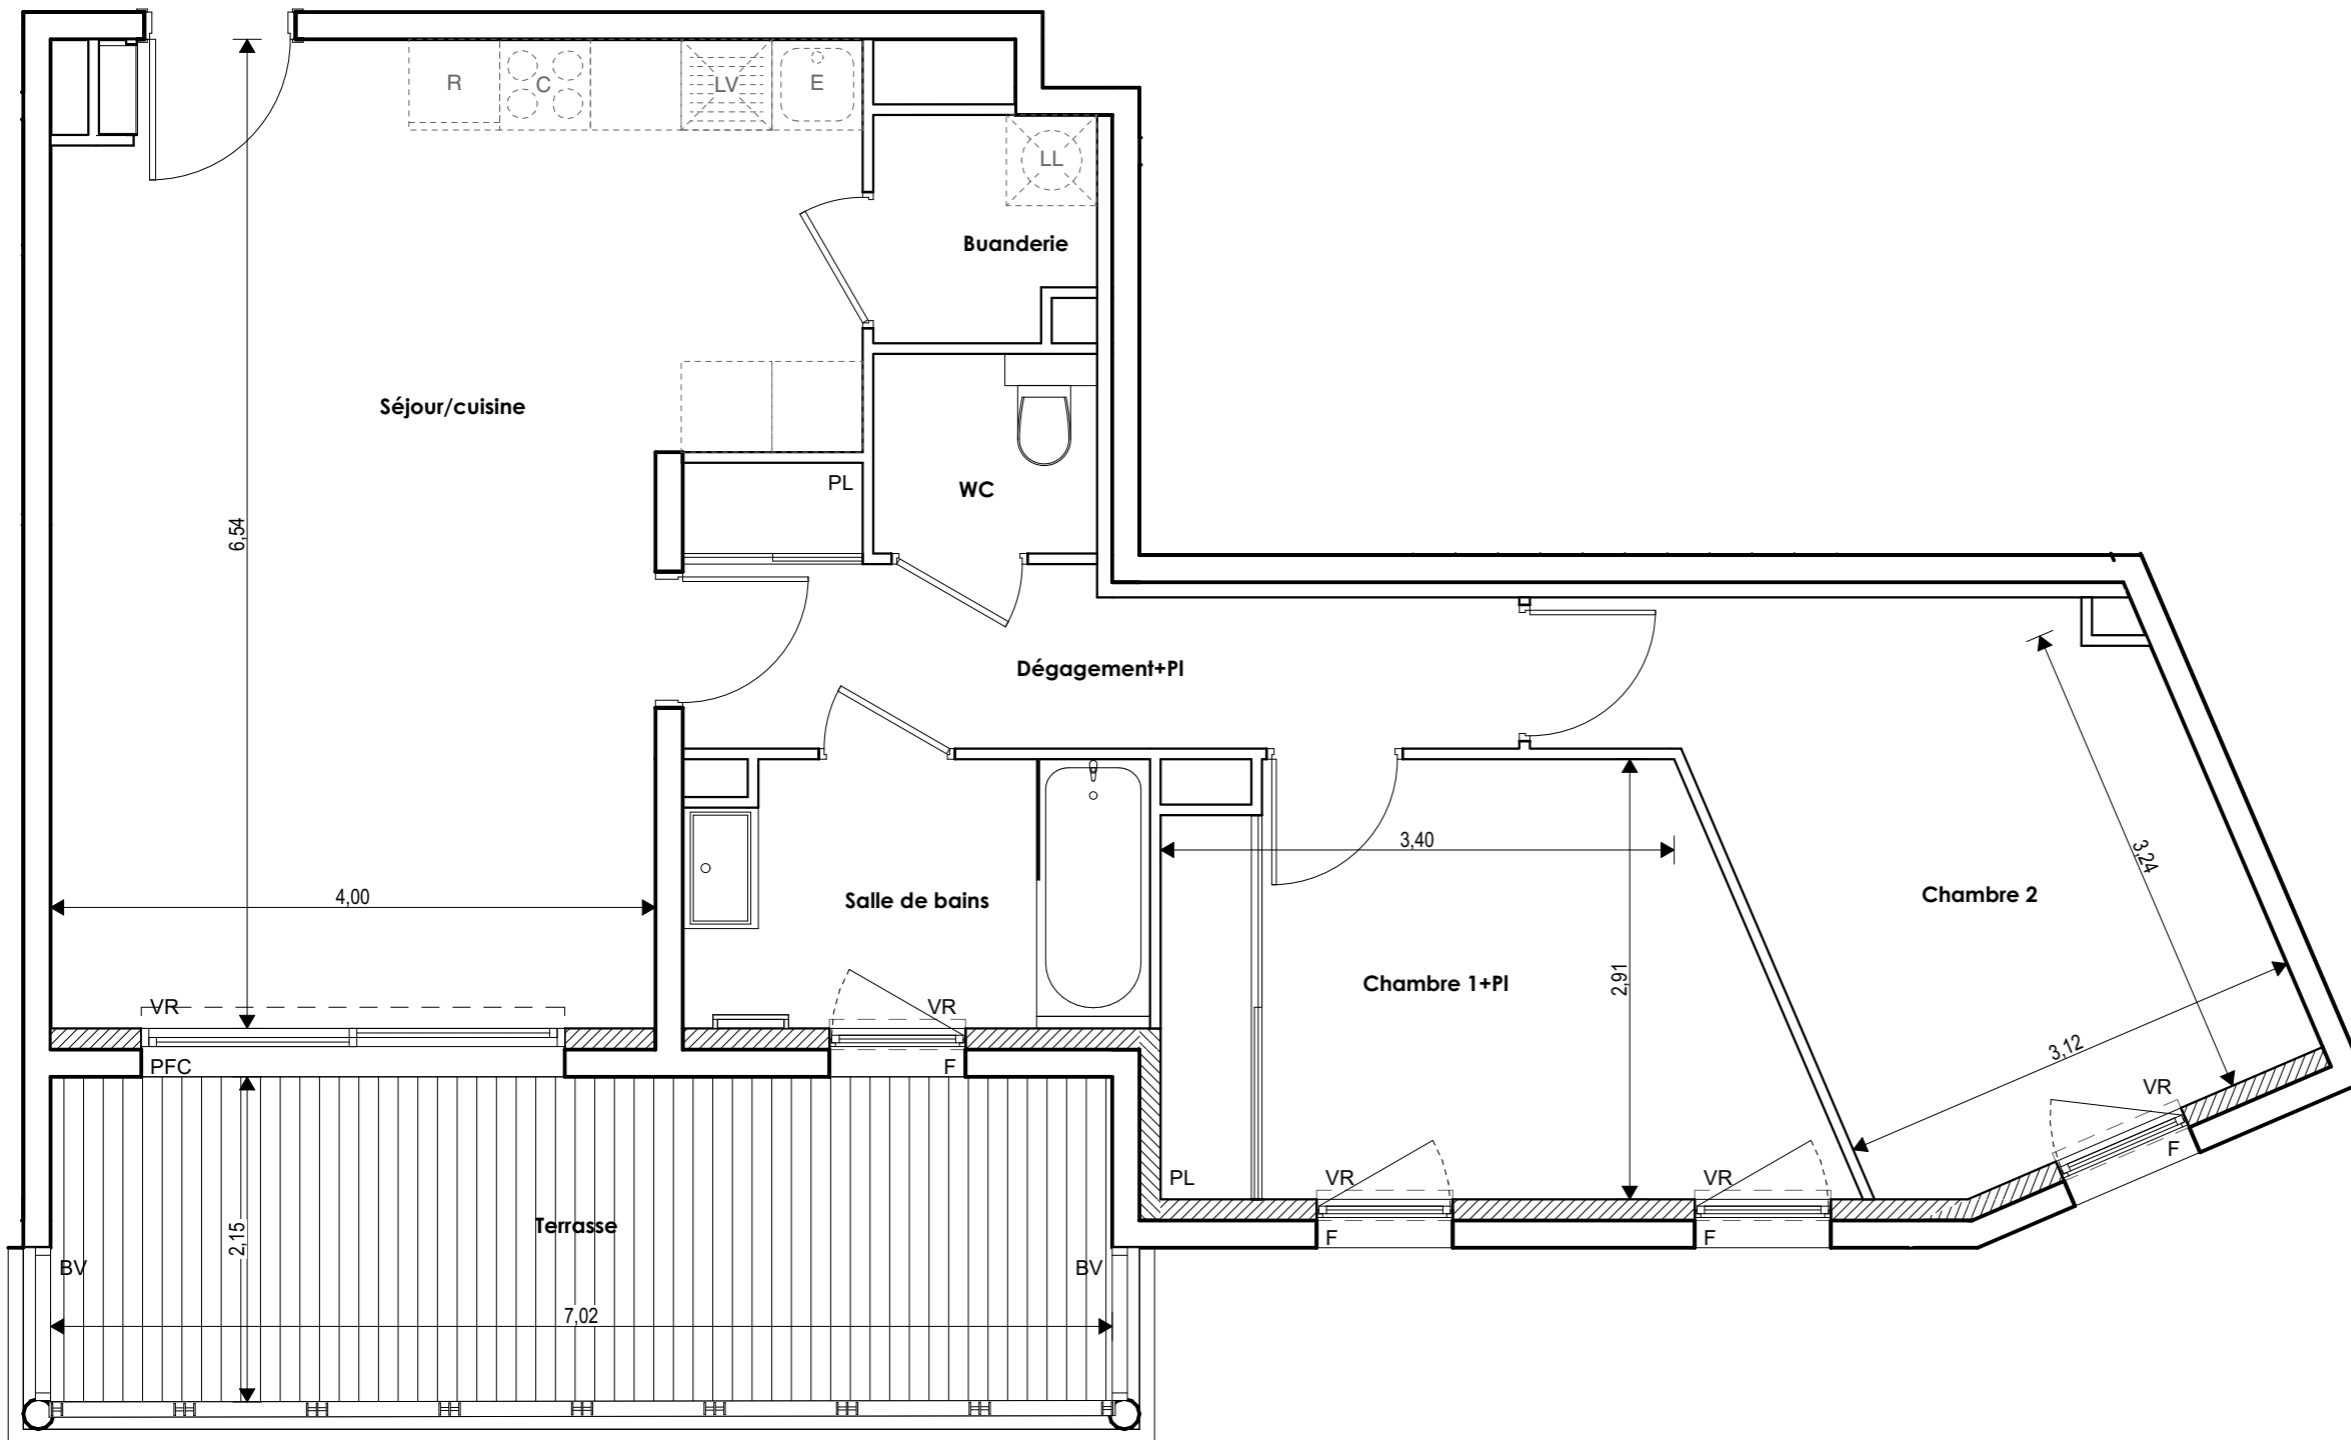 R
C
LV
E
LL
Buanderie
Séjour/cuisine
PL
WC
6,54
Dégagement+Pl
3,40
3,24
4,00
Salle de bains
Chambre 2
2,91
Chambre 1+Pl
VR
VR
3,12
PFC
F
VR
F
PL
VR
VR
2,15
Terrasse
F
F
BV
BV
7,02